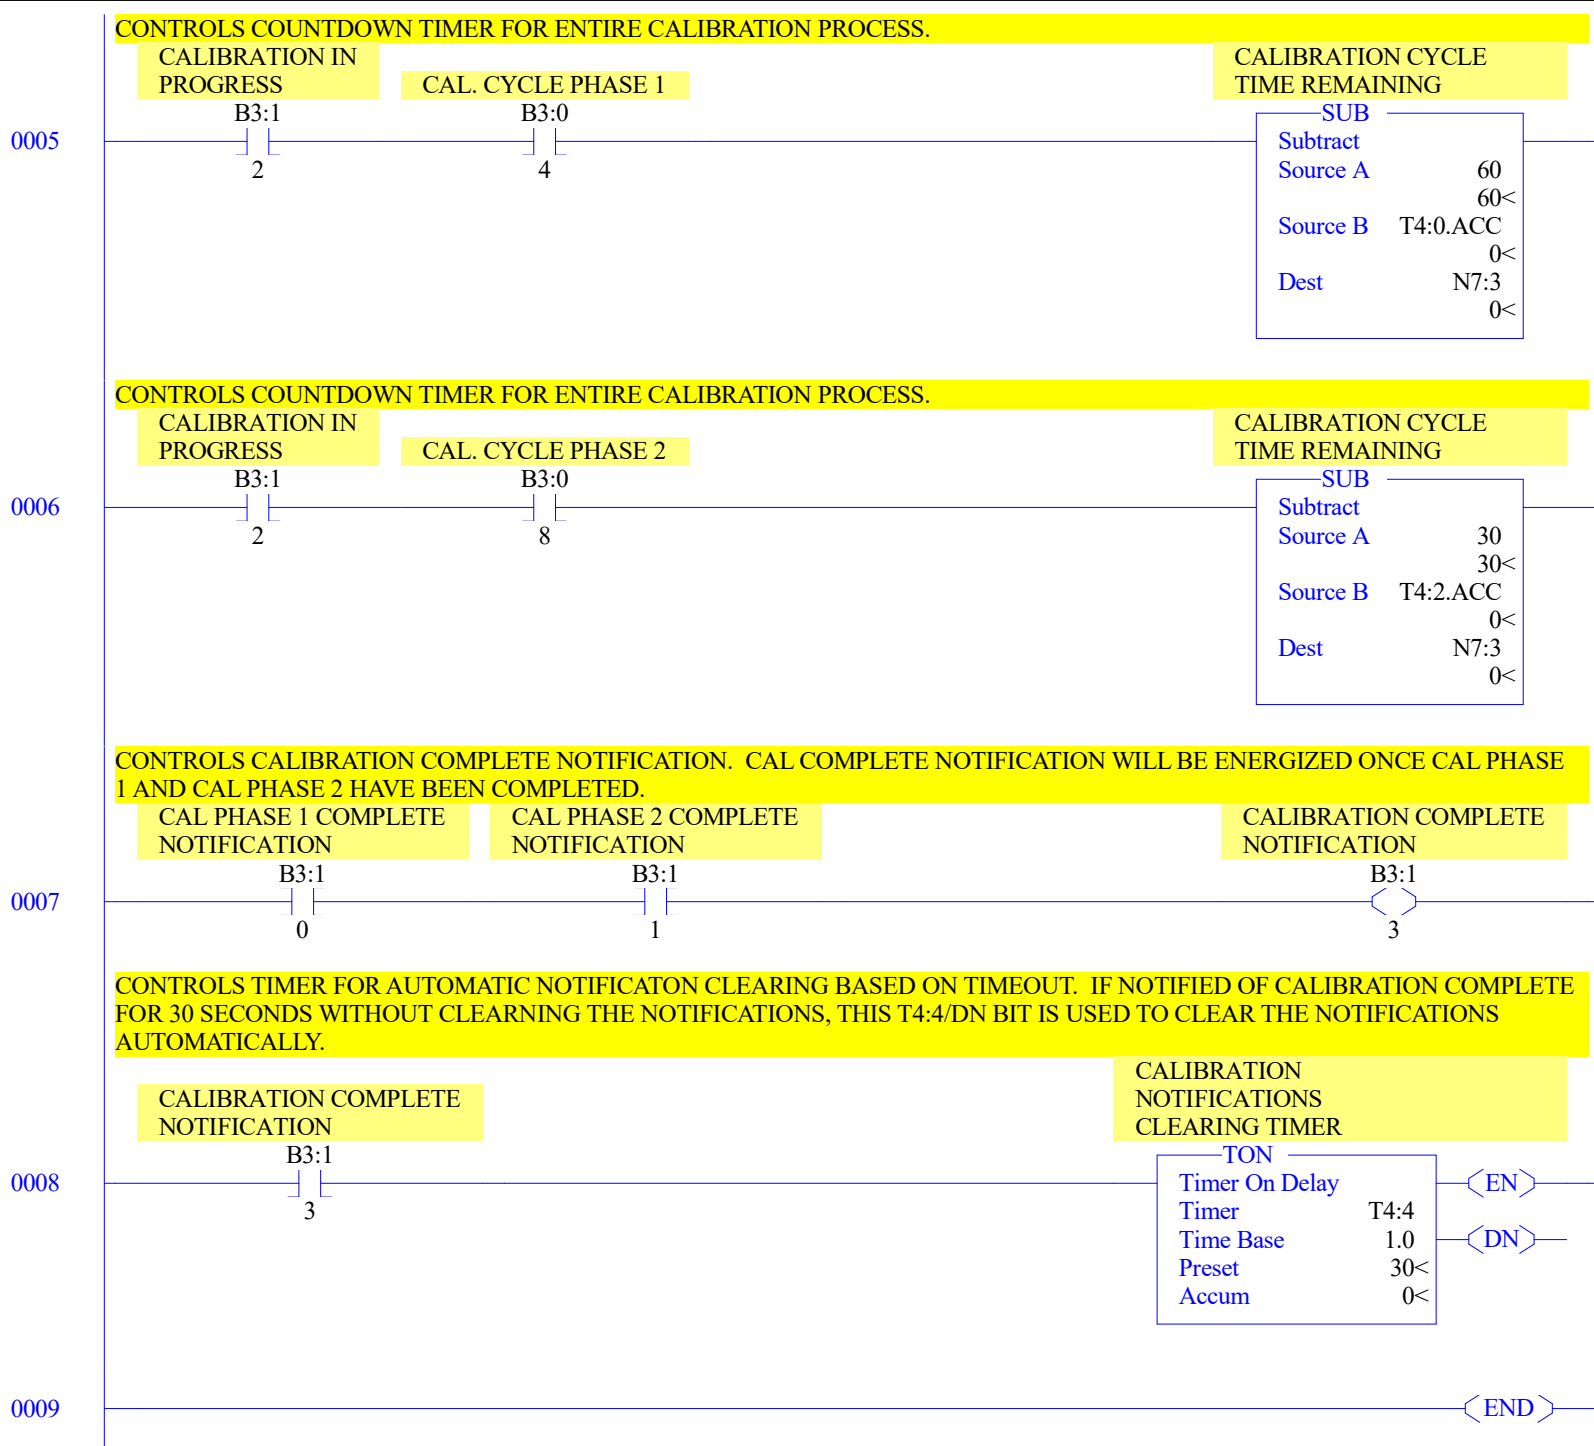 CONTROLS COUNTDOWN TIMER FOR ENTIRE CALIBRATION PROCESS.
CALIBRATION IN
PROGRESS
CAL. CYCLE PHASE 1
CALIBRATION CYCLE
TIME REMAINING
B3:1
B3:0
SUB
0005
2
4
Subtract
Source A 60
60<
Source B T4:0.ACC
0<
Dest N7:3
0<
CONTROLS COUNTDOWN TIMER FOR ENTIRE CALIBRATION PROCESS.
CALIBRATION IN
PROGRESS
CAL. CYCLE PHASE 2
CALIBRATION CYCLE
TIME REMAINING
B3:1
B3:0
SUB
0006
2
8
Subtract
Source A 30
30<
Source B T4:2.ACC
0<
Dest N7:3
0<
CONTROLS CALIBRATION COMPLETE NOTIFICATION. CAL COMPLETE NOTIFICATION WILL BE ENERGIZED ONCE CAL PHASE
1 AND CAL PHASE 2 HAVE BEEN COMPLETED.
CAL PHASE 1 COMPLETE
NOTIFICATION
CAL PHASE 2 COMPLETE
NOTIFICATION
CALIBRATION COMPLETE
NOTIFICATION
B3:1
B3:1
B3:1
0007
0
1
3
CONTROLS TIMER FOR AUTOMATIC NOTIFICATON CLEARING BASED ON TIMEOUT. IF NOTIFIED OF CALIBRATION COMPLETE
FOR 30 SECONDS WITHOUT CLEARNING THE NOTIFICATIONS, THIS T4:4/DN BIT IS USED TO CLEAR THE NOTIFICATIONS
AUTOMATICALLY.
CALIBRATION COMPLETE
NOTIFICATION
CALIBRATION
NOTIFICATIONS
CLEARING TIMER
B3:1
TON
0008
3
Timer On Delay
EN
Timer T4:4
Time Base 1.0
DN
Preset 30<
Accum 0<
0009
END